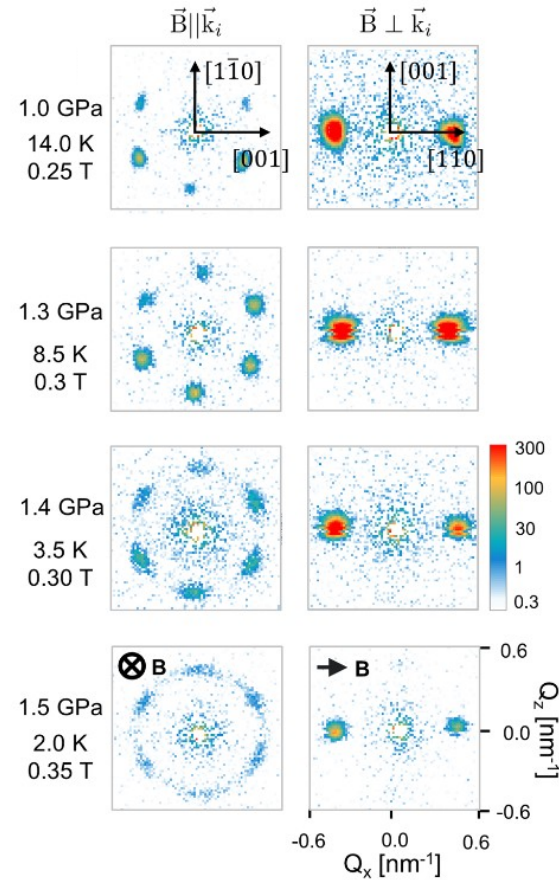 B⃗||k⃗ᵢ
B⃗ ⊥ k⃗ᵢ
1.0 GPa
14.0 K
0.25 T
[11̅0]
[001]
[001]
[110]
1.3 GPa
8.5 K
0.3 T
1.4 GPa
3.5 K
0.30 T
300
100
30
1
0.3
1.5 GPa
2.0 K
0.35 T
B
B
0.6
0.0
-0.6
Q_z [nm⁻¹]
-0.6 0.0 0.6
Qₓ [nm⁻¹]